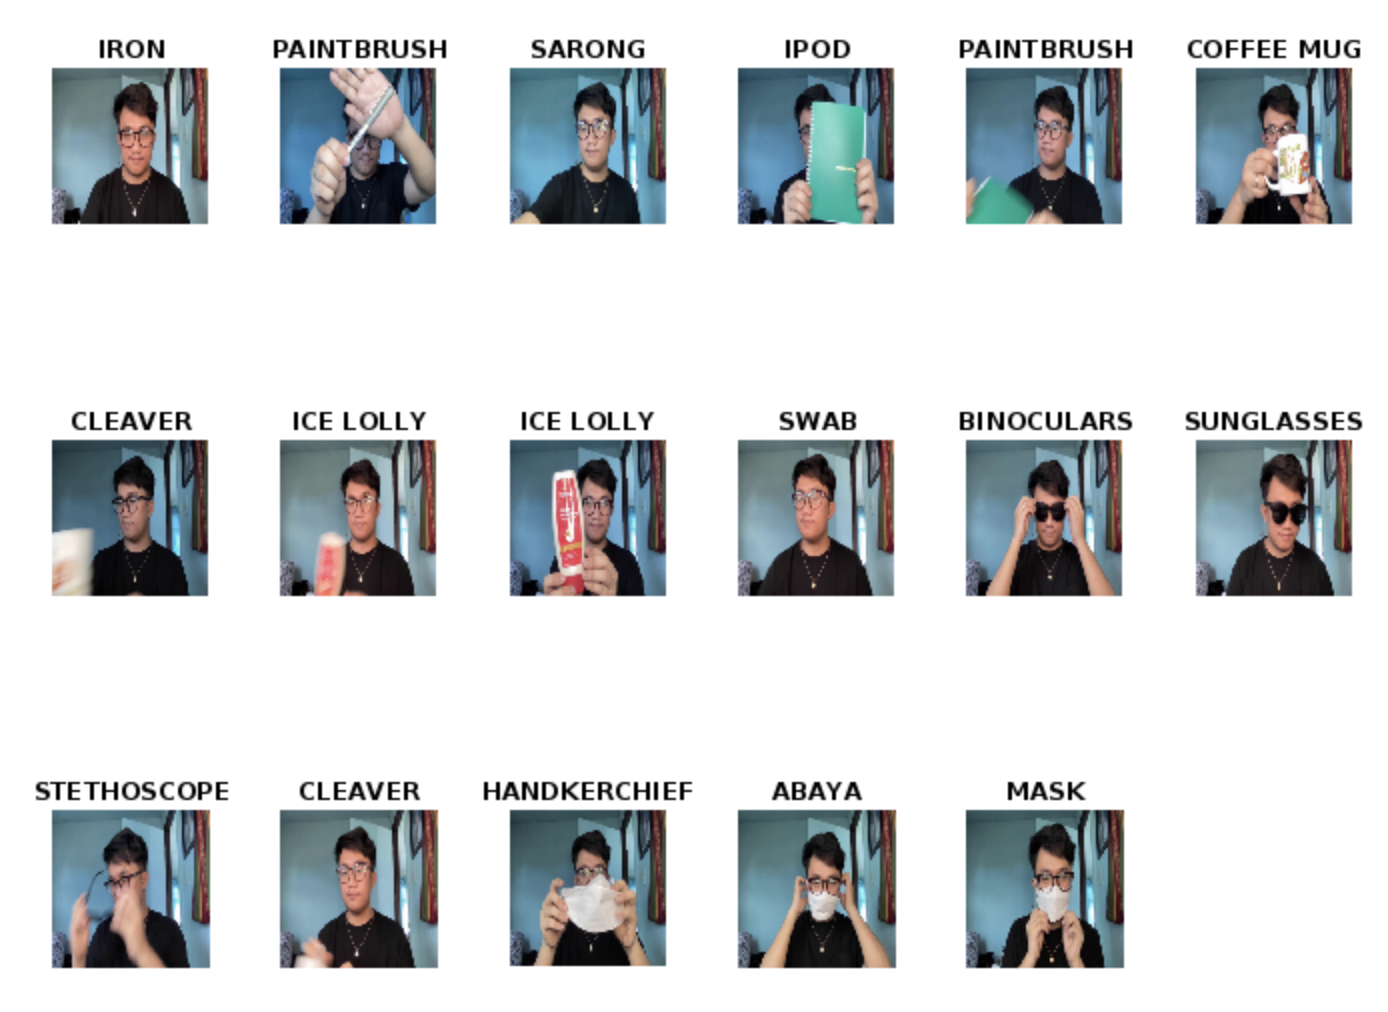 IRON PAINTBRUSH SARONG IPOD PAINTBRUSH COFFEE MUG
CLEAVER ICE LOLLY ICE LOLLY SWAB BINOCULARS SUNGLASSES
STETHOSCOPE CLEAVER HANDKERCHIEF ABAYA MASK